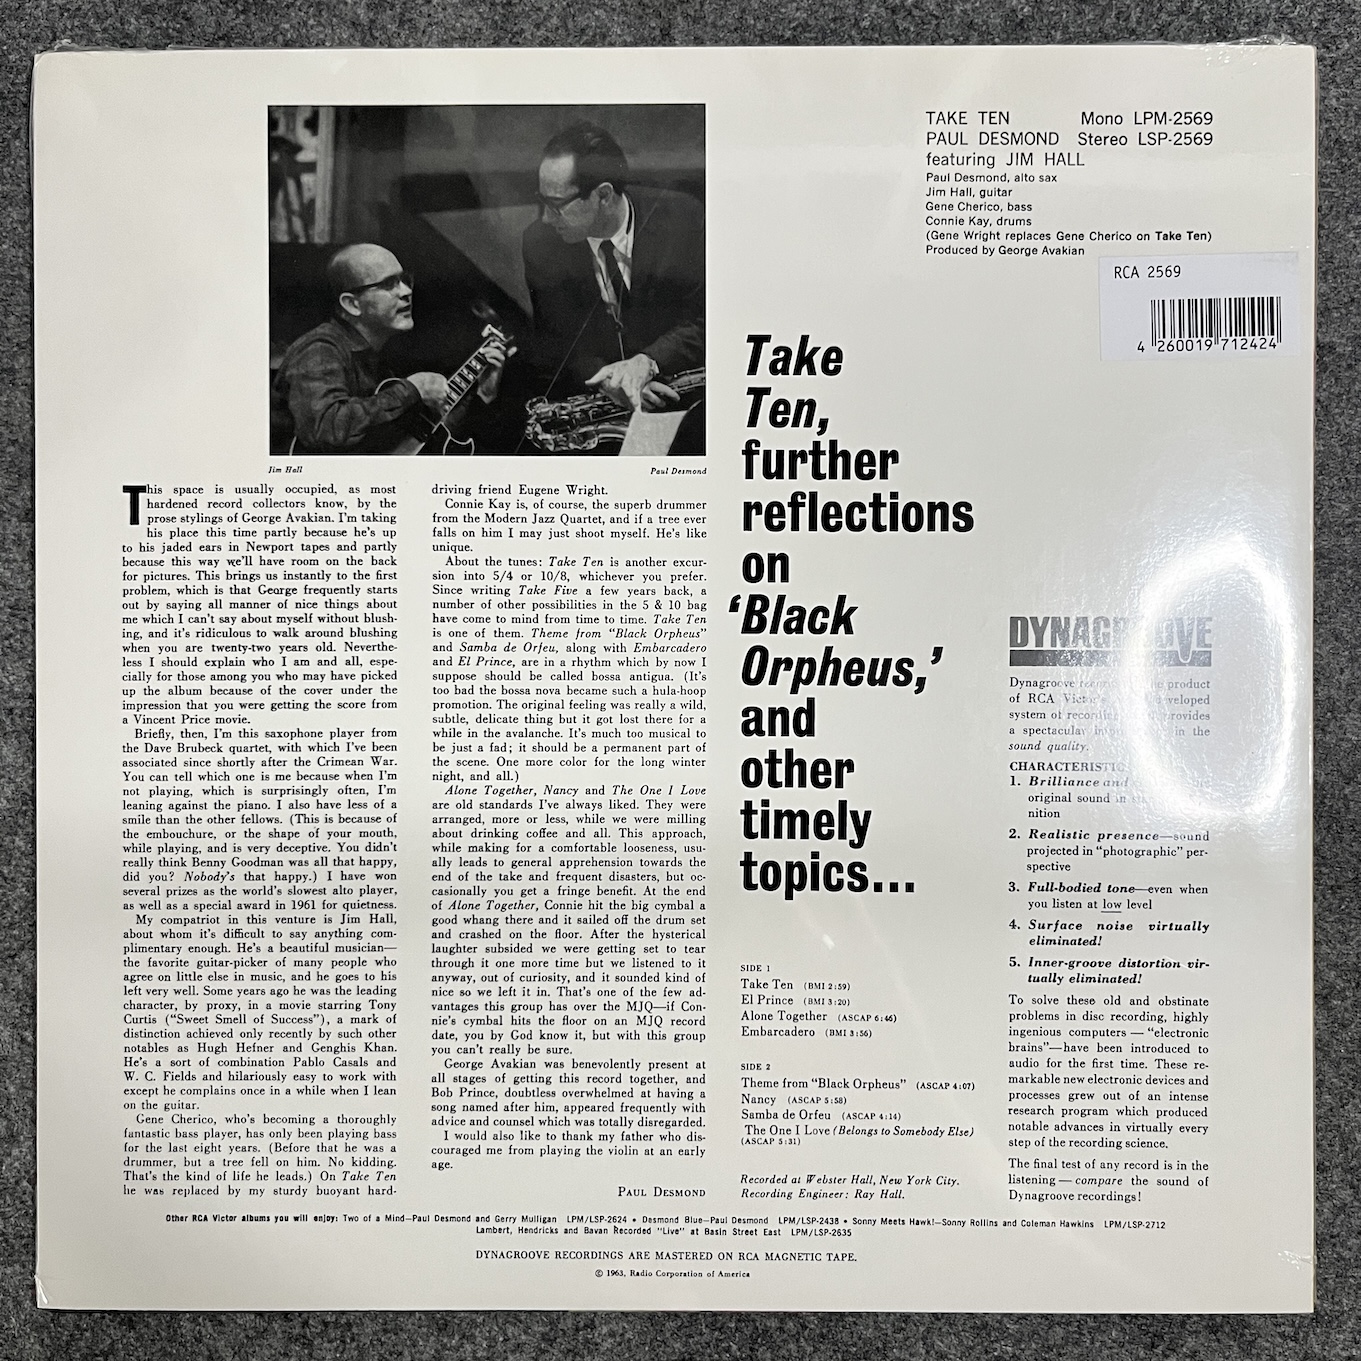 TAKE TEN Mono LPM-2569
PAUL DESMOND Stereo LSP-2569
featuring JIM HALL
Paul Desmond, alto sax
Jim Hall, guitar
Gene Cherico, bass
Connie Kay, drums
(Gene Wright replaces Gene Cherico on Take Ten)
Produced by George Avakian
RCA 2569
4 260019 712424
Jim Hall
Paul Desmond
This space is usually occupied, as most
hardened record collectors know, by the
prose stylings of George Avakian. I'm taking
his place this time partly because he's up
to his jaded ears in Newport tapes and partly
because this way we'll have room on the back
for pictures. This brings us instantly to the first
problem, which is that George frequently starts
out by saying all manner of nice things about
me which I can't say about myself without blush-
ing, and it's ridiculous to walk around blushing
when you are twenty-two years old. Neverthe-
less I should explain who I am and all, espe-
cially for those among you who may have picked
up the album because of the cover under the
impression that you were getting the score from
a Vincent Price movie.
Briefly, then, I'm this saxophone player from
the Dave Brubeck quartet, with which I've been
associated since shortly after the Crimean War.
You can tell which one is me because when I'm
not playing, which is surprisingly often, I'm
leaning against the piano. I also have less of a
smile than the other fellows. (This is because of
the embouchure, or the shape of your mouth,
while playing, and is very deceptive. You didn't
really think Benny Goodman was all that happy,
did you? Nobody's that happy.) I have won
several prizes as the world's slowest alto player,
as well as a special award in 1961 for quietness.
My compatriot in this venture is Jim Hall,
about whom it's difficult to say anything com-
plimentary enough. He's a beautiful musician—
the favorite guitar-picker of many people who
agree on little else in music, and he goes to his
left very well. Some years ago he was the leading
character, by proxy, in a movie starring Tony
Curtis ("Sweet Smell of Success"), a mark of
distinction achieved only recently by such other
notables as Hugh Hefner and Genghis Khan.
He's a sort of combination Pablo Casals and
W. C. Fields and hilariously easy to work with
except he complains once in a while when I lean
on the guitar.
Gene Cherico, who's becoming a thoroughly
fantastic bass player, has only been playing bass
for the last eight years. (Before that he was a
drummer, but a tree fell on him. No kidding.
That's the kind of life he leads.) On Take Ten
he was replaced by my sturdy buoyant hard-
driving friend Eugene Wright.
Connie Kay is, of course, the superb drummer
from the Modern Jazz Quartet, and if a tree ever
falls on him I may just shoot myself. He's like
unique.
About the tunes: Take Ten is another excur-
sion into 5/4 or 10/8, whichever you prefer.
Since writing Take Five a few years back, a
number of other possibilities in the 5 & 10 bag
have come to mind from time to time. Take Ten
is one of them. Theme from "Black Orpheus"
and Samba de Orfeu, along with Embarcadero
and El Prince, are in a rhythm which by now I
suppose should be called bossa antigua. (It's
too bad the bossa nova became such a hula-hoop
promotion. The original feeling was really a wild,
subtle, delicate thing but it got lost there for a
while in the avalanche. It's much too musical to
be just a fad; it should be a permanent part of
the scene. One more color for the long winter
night, and all.)
Alone Together, Nancy and The One I Love
are old standards I've always liked. They were
arranged, more or less, while we were milling
about drinking coffee and all. This approach,
while making for a comfortable looseness, usu-
ally leads to general apprehension towards the
end of the take and frequent disasters, but oc-
casionally you get a fringe benefit. At the end
of Alone Together, Connie hit the big cymbal a
good whang there and it sailed off the drum set
and crashed on the floor. After the hysterical
laughter subsided we were getting set to tear
through it one more time but we listened to it
anyway, out of curiosity, and it sounded kind of
nice so we left it in. That's one of the few ad-
vantages this group has over the MJQ—if Con-
nie's cymbal hits the floor on an MJQ record
date, you by God know it, but with this group
you can't really be sure.
George Avakian was benevolently present at
all stages of getting this record together, and
Bob Prince, doubtless overwhelmed at having a
song named after him, appeared frequently with
advice and counsel which was totally disregarded.
I would also like to thank my father who dis-
couraged me from playing the violin at an early
age.
PAUL DESMOND
Take
Ten,
further
reflections
on
'Black
Orpheus,'
and
other
timely
topics...
SIDE 1
Take Ten (BMI 2:59)
El Prince (BMI 3:20)
Alone Together (ASCAP 6:46)
Embarcadero (BMI 3:56)
SIDE 2
Theme from "Black Orpheus" (ASCAP 4:07)
Nancy (ASCAP 5:58)
Samba de Orfeu (ASCAP 4:14)
The One I Love (Belongs to Somebody Else)
(ASCAP 5:31)
Recorded at Webster Hall, New York City.
Recording Engineer: Ray Hall.
DYNAGROOVE
Dynagroove product
of RCA
system of provides
a spectacular in the
sound quality.
1. Brilliance and
original sound in
nition
2. Realistic presence—sound
projected in "photographic" per-
spective
3. Full-bodied tone—even when
you listen at low level
4. Surface noise virtually
eliminated!
5. Inner-groove distortion vir-
tually eliminated!
To solve these old and obstinate
problems in disc recording, highly
ingenious computers — "electronic
brains"—have been introduced to
audio for the first time. These re-
markable new electronic devices and
processes grew out of an intense
research program which produced
notable advances in virtually every
step of the recording science.
The final test of any record is in the
listening — compare the sound of
Dynagroove recordings!
Other RCA Victor albums you will enjoy: Two of a Mind—Paul Desmond and Gerry Mulligan LPM/LSP-2624 • Desmond Blue—Paul Desmond LPM/LSP-2438 • Sonny Meets Hawk!—Sonny Rollins and Coleman Hawkins LPM/LSP-2712
Lambert, Hendricks and Bavan Recorded "Live" at Basin Street East LPM/LSP-2635
DYNAGROOVE RECORDINGS ARE MASTERED ON RCA MAGNETIC TAPE.
© 1963, Radio Corporation of America